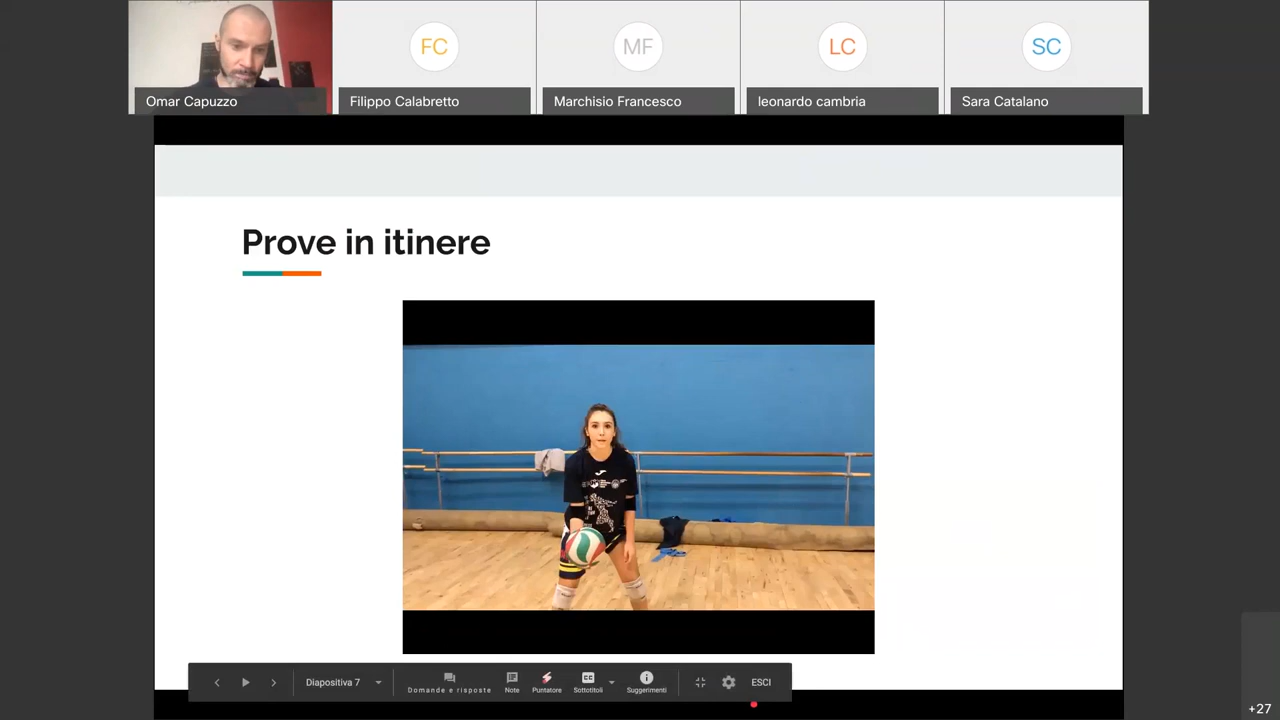 FC
MF
LC
SC
Omar Capuzzo
Filippo Calabretto
Marchisio Francesco
leonardo cambria
Sara Catalano
Prove in itinere
Diapositiva 7
Domande e risposte
Note
Puntatore
Sottotitoli
Suggerimenti
ESCI
+27